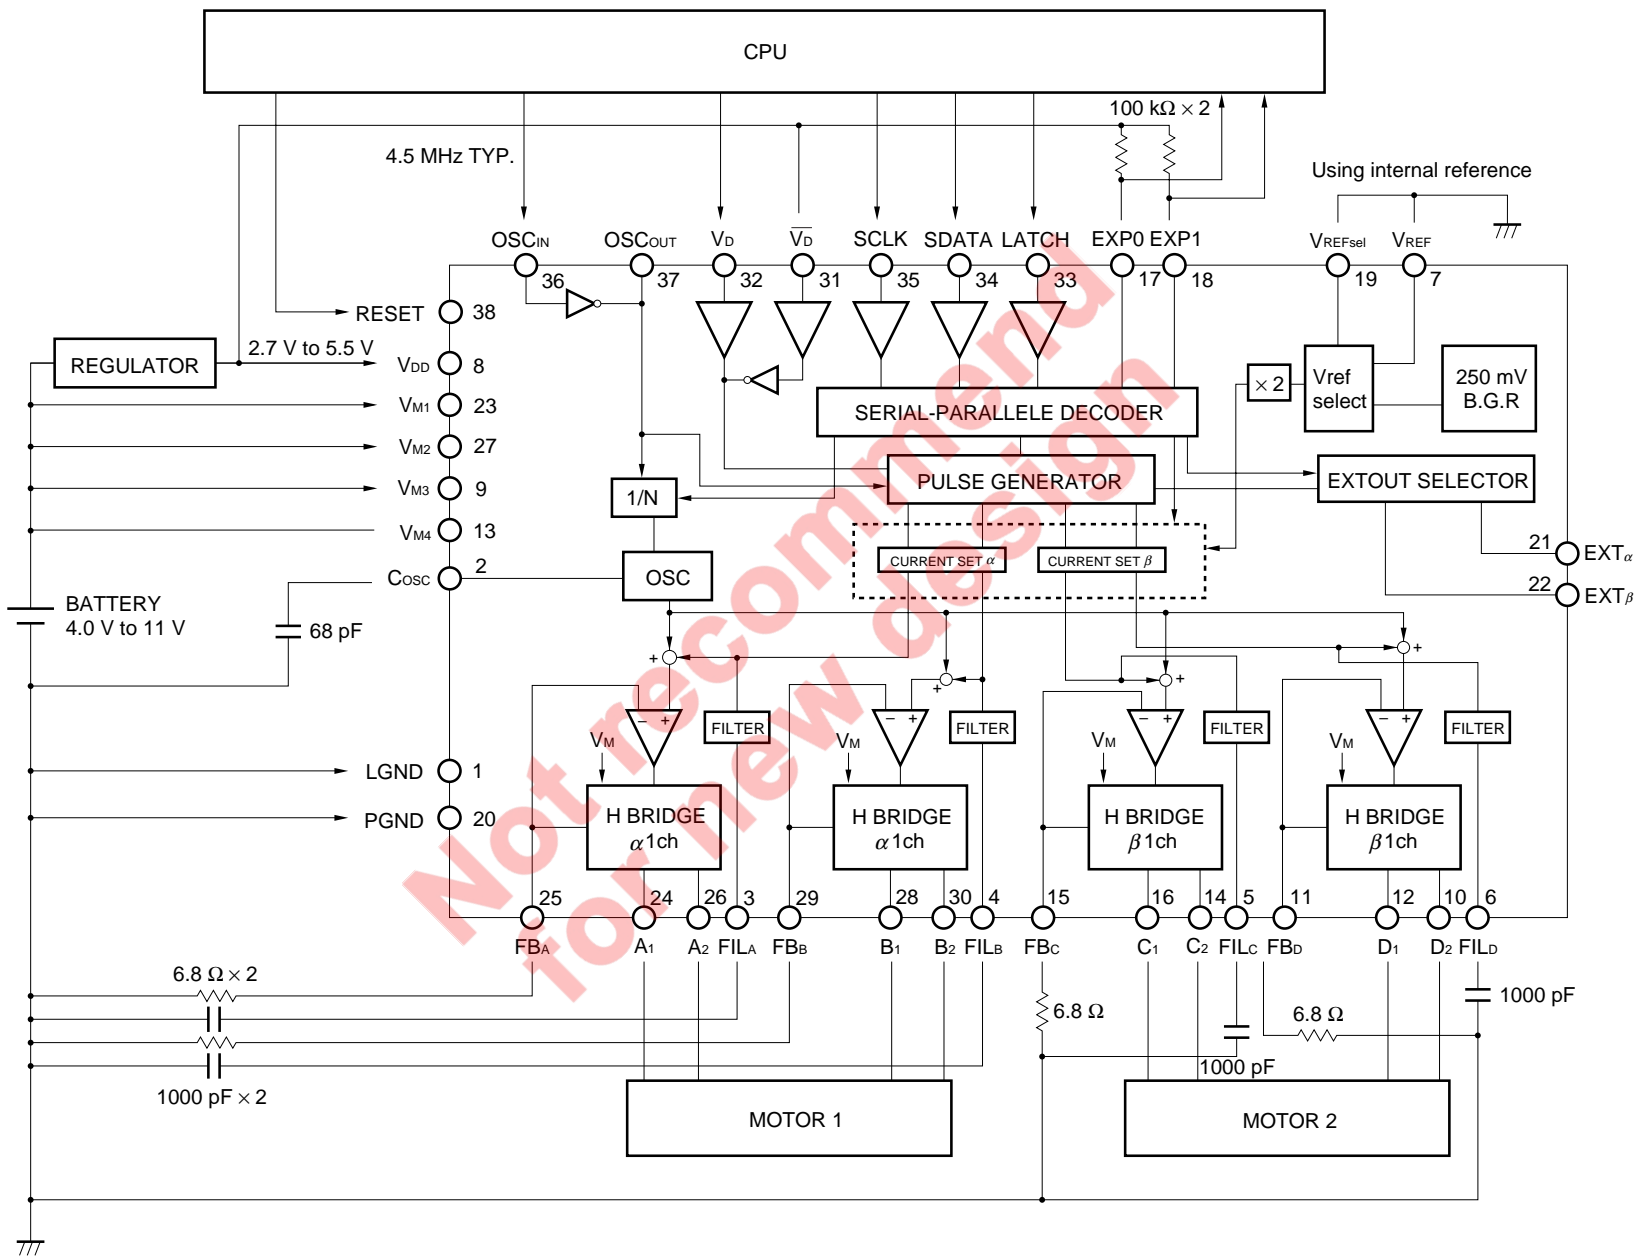 CPU
100 kΩ × 2
4.5 MHz TYP.
Using internal reference
OSCIN OSCOUT VD VD SCLK SDATA LATCH EXP0 EXP1 VREFsel VREF
36 37 32 31 35 34 33 17 18 19 7
RESET 38
REGULATOR
2.7 V to 5.5 V
VDD 8
VM1 23
VM2 27
VM3 9
VM4 13
COSC 2
× 2
Vref
select
250 mV
B.G.R
SERIAL-PARALLELE DECODER
PULSE GENERATOR
EXTOUT SELECTOR
1/N
OSC
CURRENT SET α
CURRENT SET β
21 EXTα
22 EXTβ
BATTERY
4.0 V to 11 V
68 pF
+ + + +
− + − + − + − +
FILTER FILTER FILTER FILTER
VM VM VM VM
LGND 1
PGND 20
H BRIDGE
α 1ch
H BRIDGE
α 1ch
H BRIDGE
β 1ch
H BRIDGE
β 1ch
25 24 26 3 29 28 30 4 15 16 14 5 11 12 10 6
FBA A1 A2 FILA FBB B1 B2 FILB FBC C1 C2 FILC FBD D1 D2 FILD
6.8 Ω × 2
1000 pF × 2
6.8 Ω
1000 pF
6.8 Ω
1000 pF
MOTOR 1
MOTOR 2
Not recommend
for new design